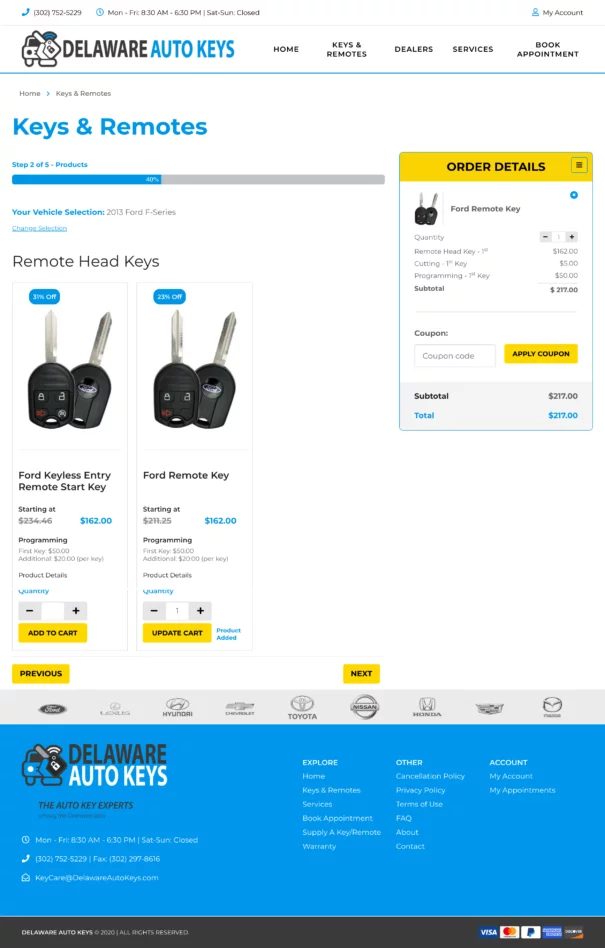 (302) 752-5229 Mon - Fri: 8:30 AM - 6:30 PM | Sat-Sun: Closed My Account
DELAWARE AUTO KEYS
HOME KEYS & REMOTES DEALERS SERVICES BOOK APPOINTMENT
Home > Keys & Remotes
Keys & Remotes
Step 2 of 5 - Products
40%
Your Vehicle Selection: 2013 Ford F-Series
Change Selection
Remote Head Keys
31% Off
Ford Keyless Entry
Remote Start Key
Starting at
$234.46 $162.00
Programming
First Key: $50.00
Additional: $20.00 (per key)
Product Details
Quantity
- +
ADD TO CART
23% Off
Ford Remote Key
Starting at
$211.25 $162.00
Programming
First Key: $50.00
Additional: $20.00 (per key)
Product Details
Quantity
- 1 +
UPDATE CART
Product
Added
PREVIOUS NEXT
ORDER DETAILS
Ford Remote Key
Quantity - 1 +
Remote Head Key - 1st $162.00
Cutting - 1st Key $5.00
Programming - 1st Key $50.00
Subtotal $ 217.00
Coupon:
Coupon code APPLY COUPON
Subtotal $217.00
Total $217.00
Ford LEXUS HYUNDAI CHEVROLET TOYOTA NISSAN HONDA mazda
DELAWARE
AUTO KEYS
THE AUTO KEY EXPERTS
Mon - Fri: 8:30 AM - 6:30 PM | Sat-Sun: Closed
(302) 752-5229 | Fax: (302) 297-8616
KeyCare@DelawareAutoKeys.com
EXPLORE
Home
Keys & Remotes
Services
Book Appointment
Supply A Key/Remote
Warranty
OTHER
Cancellation Policy
Privacy Policy
Terms of Use
FAQ
About
Contact
ACCOUNT
My Account
My Appointments
DELAWARE AUTO KEYS © 2020 | ALL RIGHTS RESERVED.
VISA mastercard PayPal AMERICAN EXPRESS DISCOVER